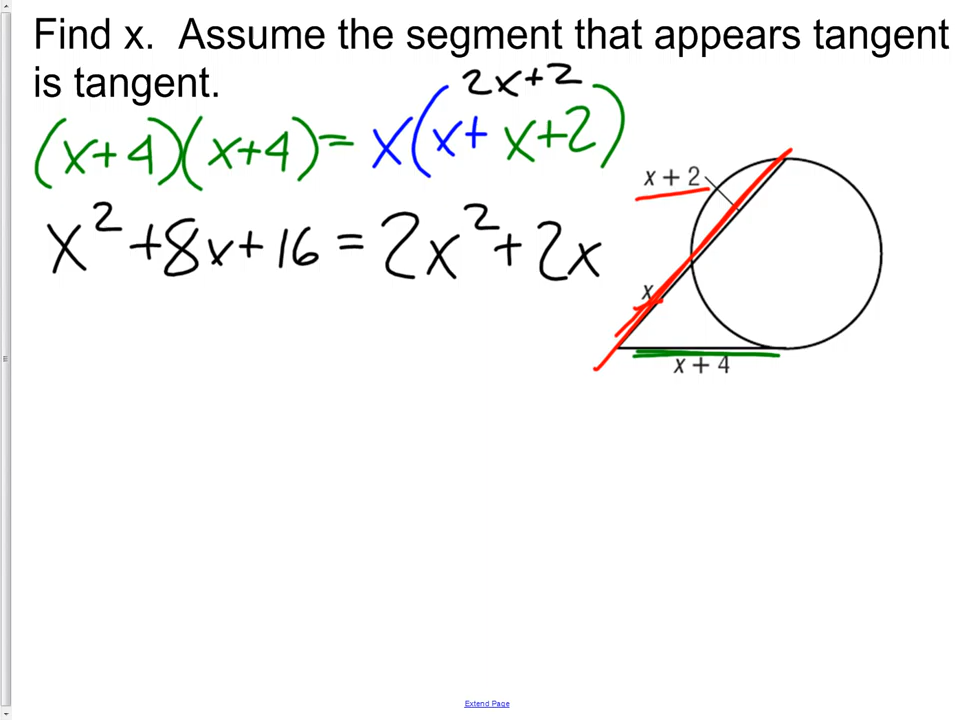 Find x. Assume the segment that appears tangent
is tangent.
2x+2
(x+4)(x+4)= x(x+ x+2)
x²+8x+16 = 2x²+2x
x + 2
x
x + 4
Extend Page